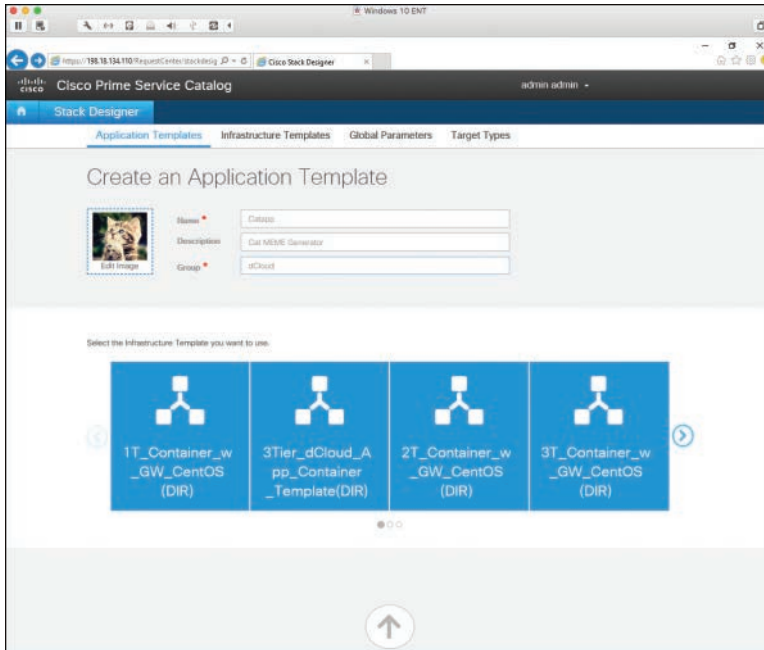 Windows 10 ENT
https://198.18.134.110/RequestCenter/stackdesig
Cisco Stack Designer
CISCO
Cisco Prime Service Catalog
admin admin
Stack Designer
Application Templates Infrastructure Templates Global Parameters Target Types
Create an Application Template
Name * Catapp
Description Cat MEME Generator
Edit Image
Group * dCloud
Select the Infrastructure Template you want to use.
1T_Container_w
_GW_CentOS
(DIR)
3Tier_dCloud_A
pp_Container
_Template(DIR)
2T_Container_w
_GW_CentOS
(DIR)
3T_Container_w
_GW_CentOS
(DIR)